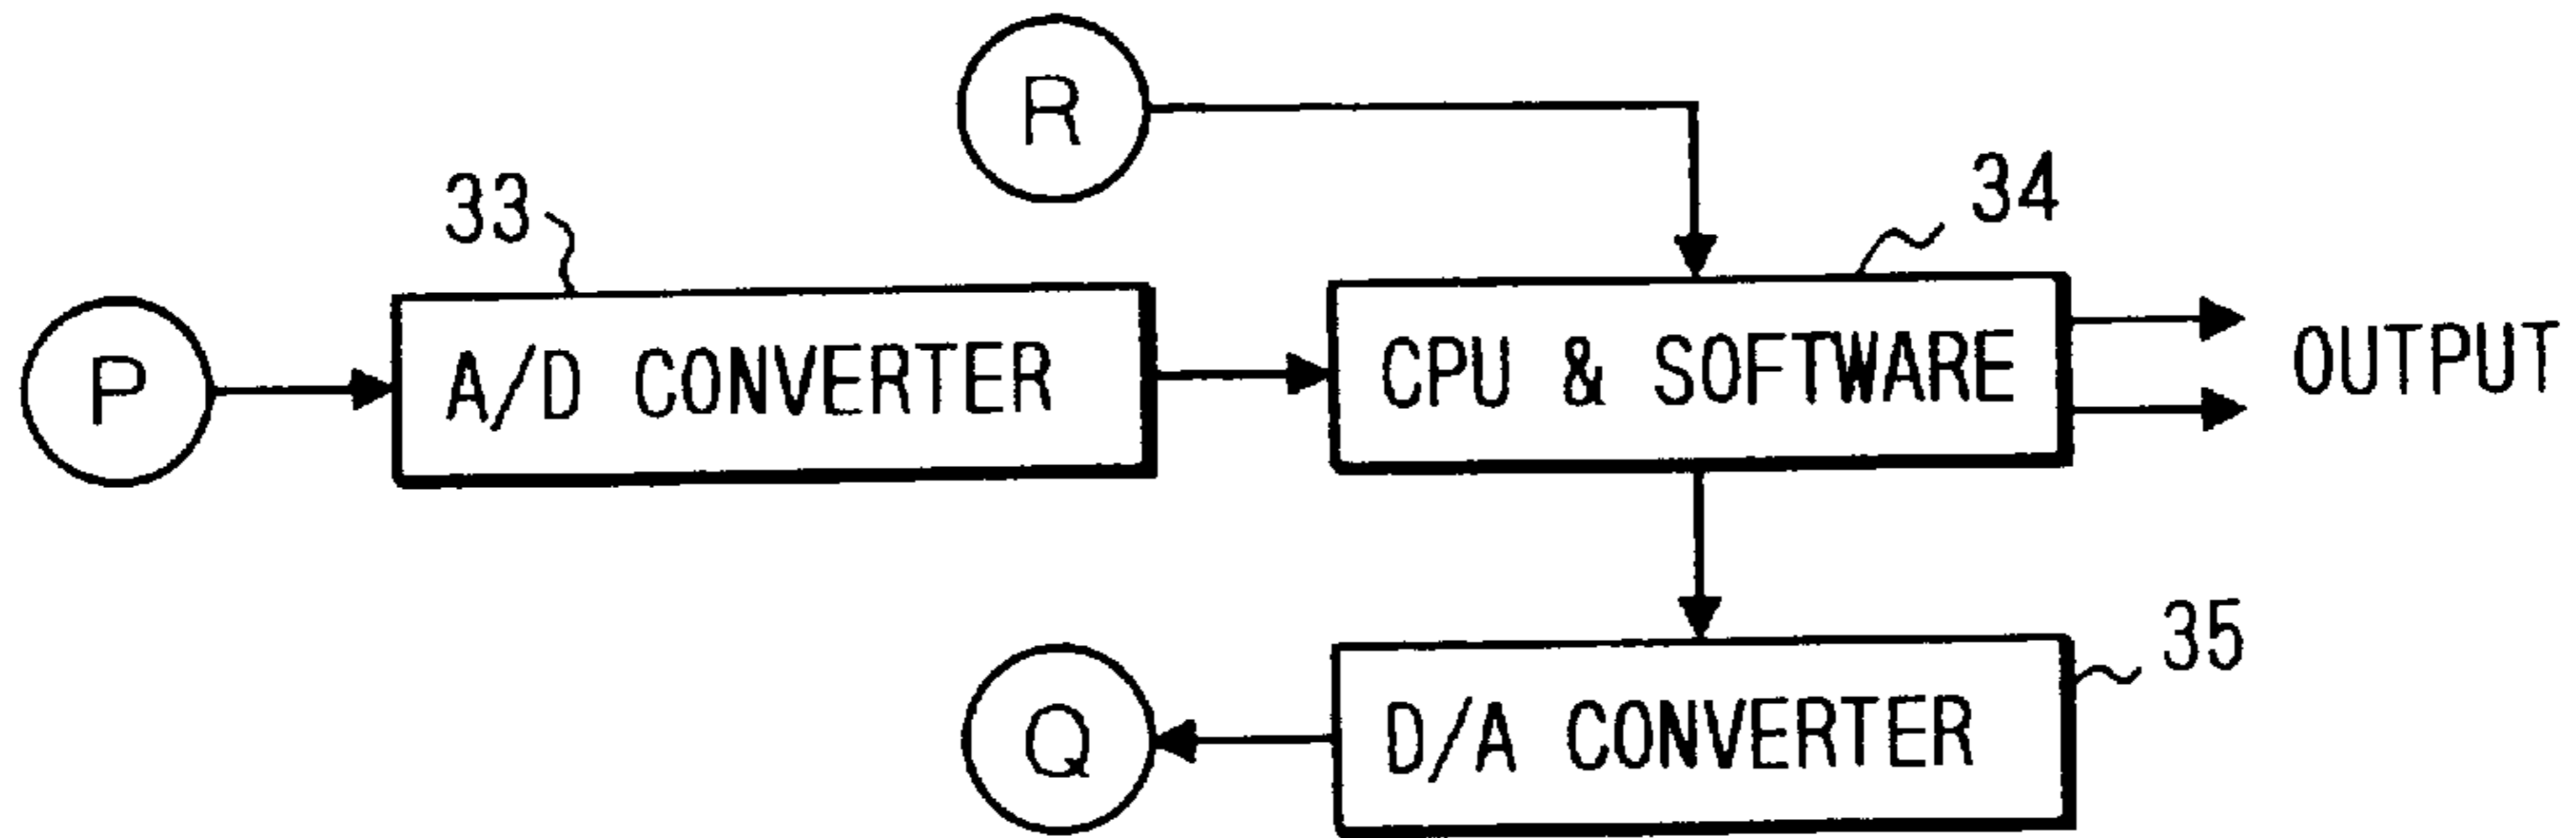 R
33
34
P
A/D CONVERTER
CPU & SOFTWARE
OUTPUT
35
Q
D/A CONVERTER